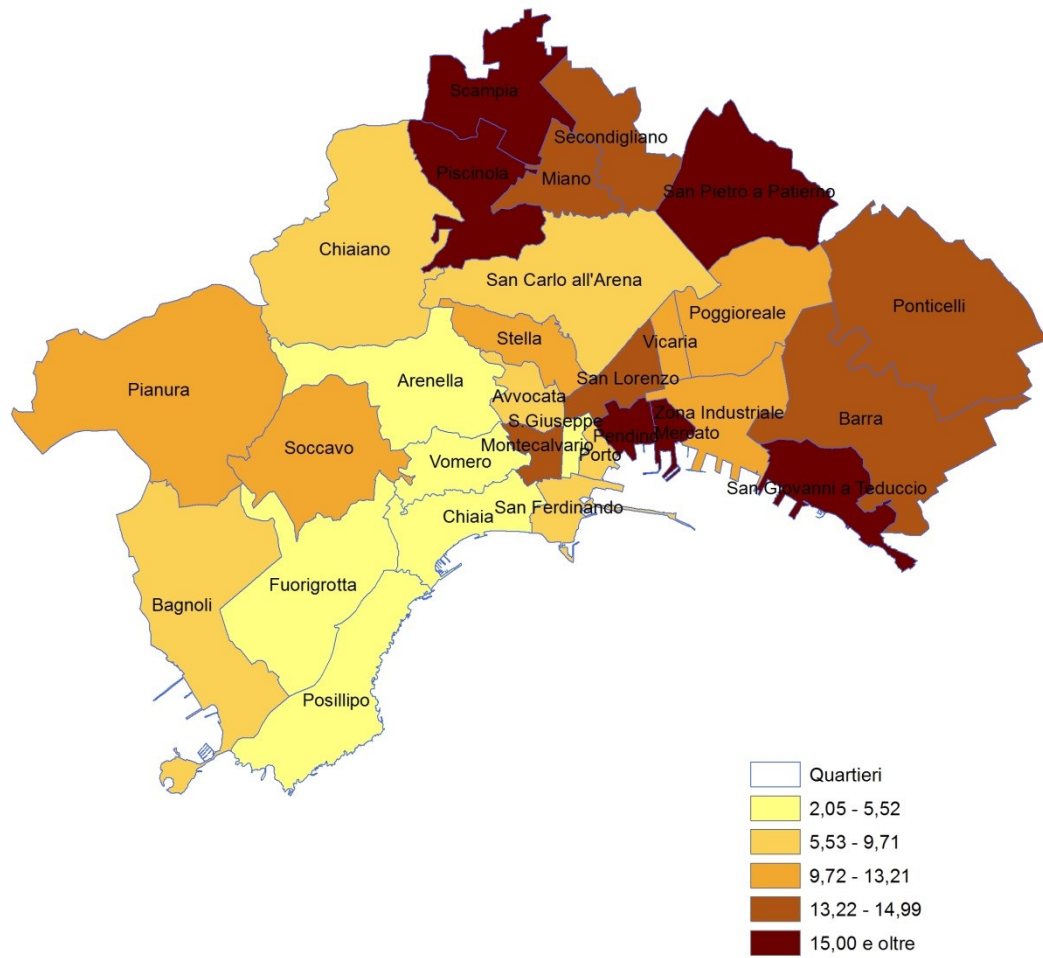 Scampia
Secondigliano
Piscinola
Miano
San Pietro a Patierno
Chiaiano
San Carlo all'Arena
Ponticelli
Poggioreale
Stella
Vicaria
Arenella
San Lorenzo
Pianura
Avvocata
Zona Industriale
Barra
S.Giuseppe
Mercato
Pendino
Montecalvario
Soccavo
Porto
Vomero
San Giovanni a Teduccio
San Ferdinando
Chiaia
Fuorigrotta
Bagnoli
Posillipo
Quartieri
2,05 - 5,52
5,53 - 9,71
9,72 - 13,21
13,22 - 14,99
15,00 e oltre